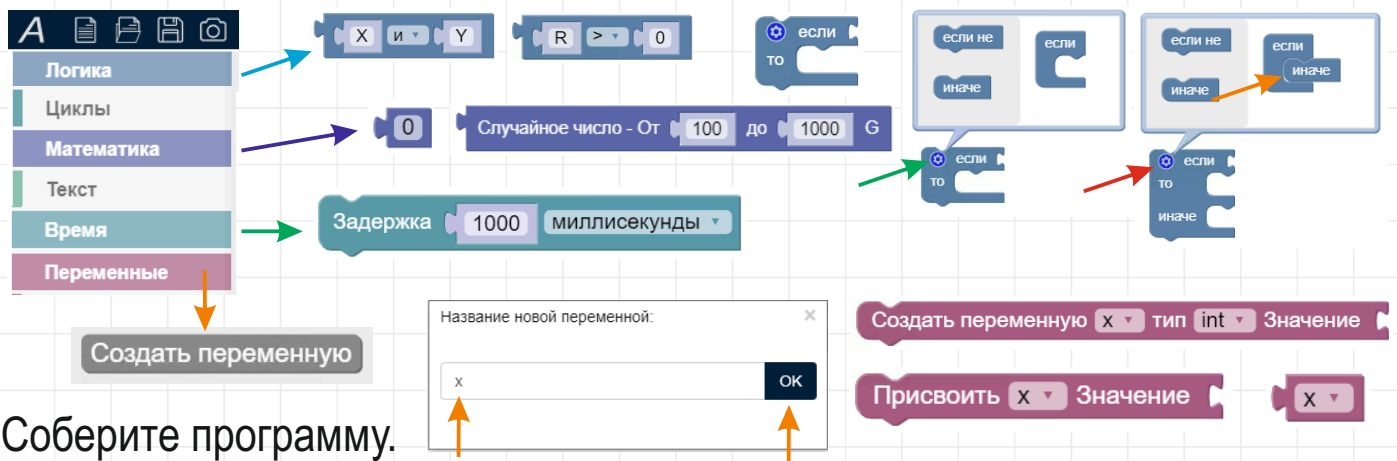 A
Логика
Циклы
Математика
Текст
Время
Переменные
X и Y
R > 0
если
то
0
Случайное число - От 100 до 1000 G
Задержка 1000 миллисекунды
если не
если
иначе
если
то
если не
если
иначе
иначе
если
то
иначе
Создать переменную
Название новой переменной: ×
x OK
Создать переменную x тип int Значение
Присвоить x Значение
x
Соберите программу.